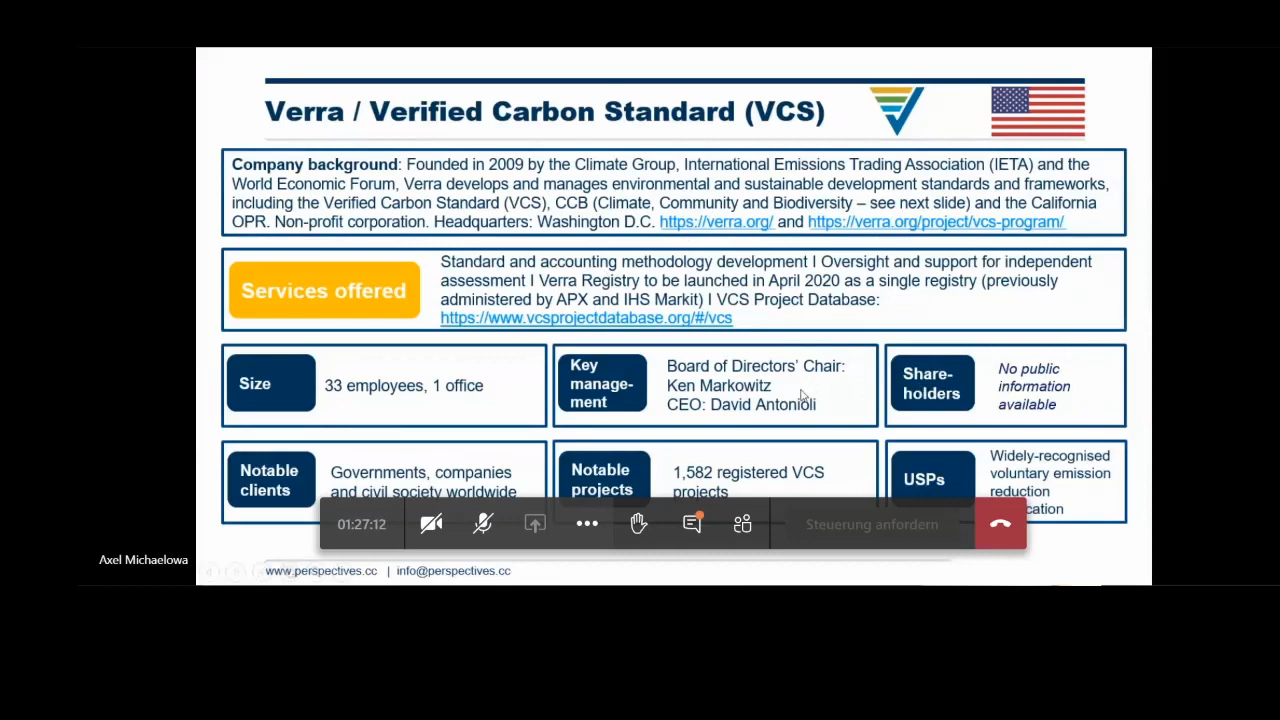 Verra / Verified Carbon Standard (VCS)
Company background: Founded in 2009 by the Climate Group, International Emissions Trading Association (IETA) and the
World Economic Forum, Verra develops and manages environmental and sustainable development standards and frameworks,
including the Verified Carbon Standard (VCS), CCB (Climate, Community and Biodiversity – see next slide) and the California
OPR. Non-profit corporation. Headquarters: Washington D.C. https://verra.org/ and https://verra.org/project/vcs-program/
Services offered
Standard and accounting methodology development I Oversight and support for independent
assessment I Verra Registry to be launched in April 2020 as a single registry (previously
administered by APX and IHS Markit) I VCS Project Database:
https://www.vcsprojectdatabase.org/#/vcs
Size
33 employees, 1 office
Key
manage-
ment
Board of Directors' Chair:
Ken Markowitz
CEO: David Antonioli
Share-
holders
No public
information
available
Notable
clients
Governments, companies
and civil society worldwide
Notable
projects
1,582 registered VCS
projects
USPs
Widely-recognised
voluntary emission
reduction
01:27:12
Steuerung anfordern
Axel Michaelowa
www.perspectives.cc | info@perspectives.cc